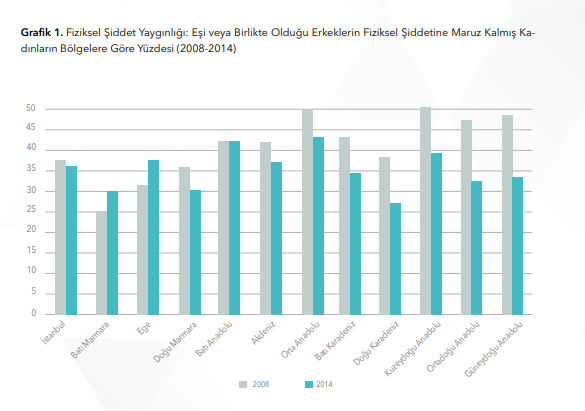 Grafik 1. Fiziksel Şiddet Yaygınlığı: Eşi veya Birlikte Olduğu Erkeklerin Fiziksel Şiddetine Maruz Kalmış Ka-
dınların Bölgelere Göre Yüzdesi (2008-2014)
50
45
40
35
30
25
20
15
10
5
0
İstanbul
Batı Marmara
Ege
Doğu Marmara
Batı Anadolu
Akdeniz
Orta Anadolu
Batı Karadeniz
Doğu Karadeniz
Kuzeydoğu Anadolu
Ortadoğu Anadolu
Güneydoğu Anadolu
2008
2014